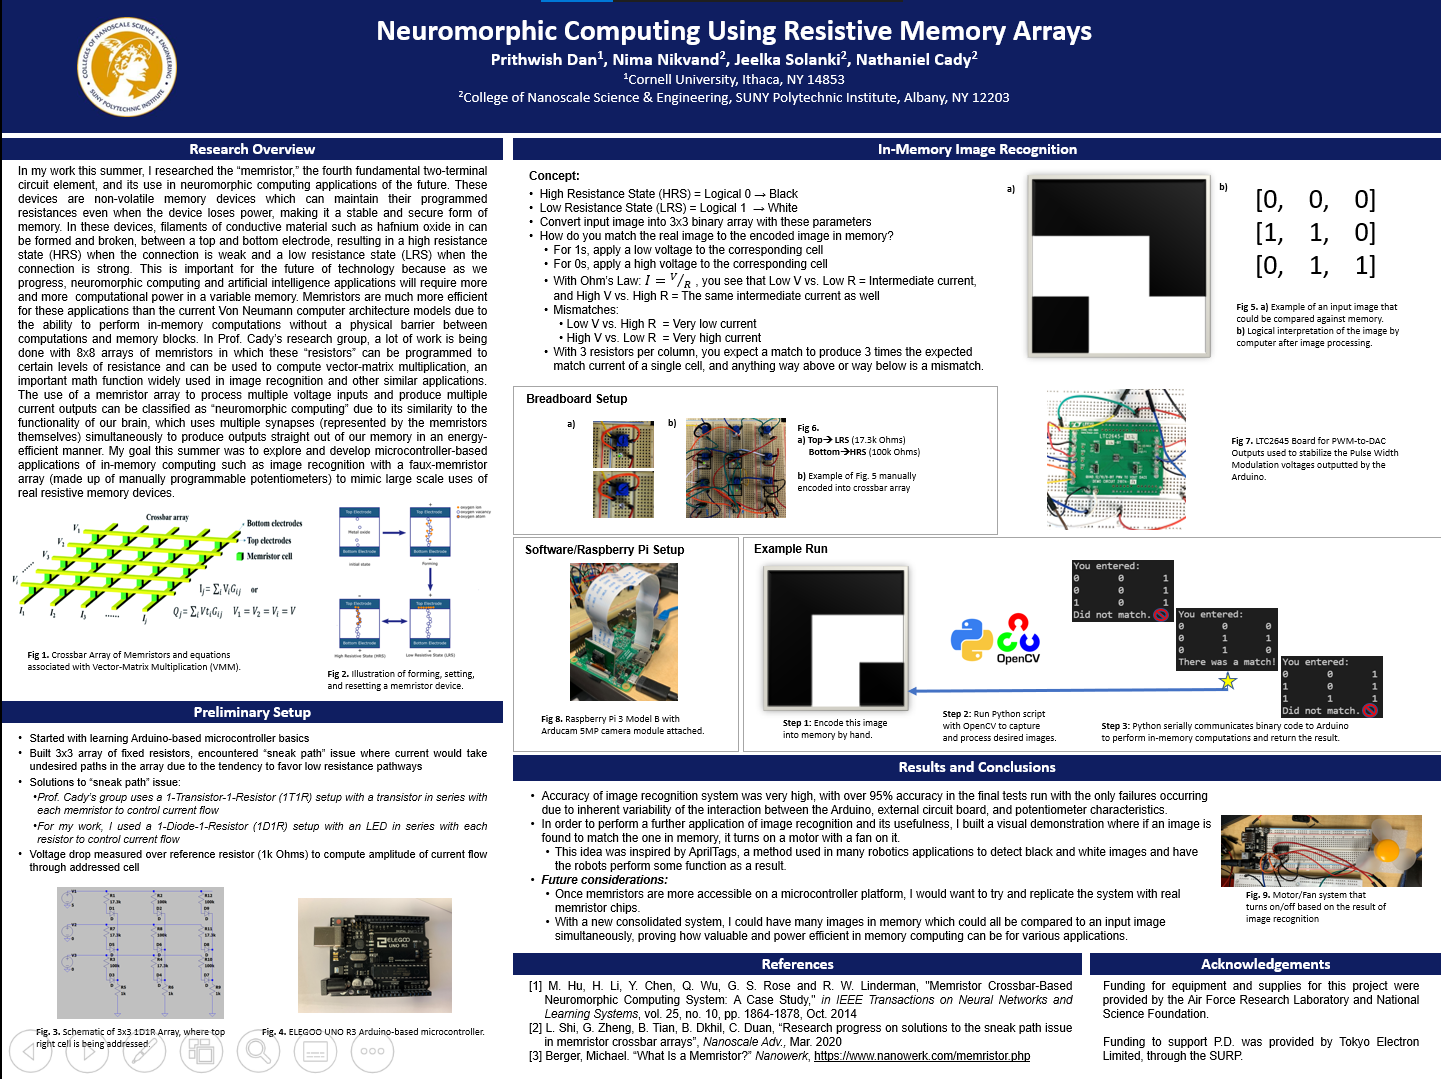 Neuromorphic Computing Using Resistive Memory Arrays
Prithwish Dan1, Nima Nikvand2, Jeelka Solanki2, Nathaniel Cady2
1Cornell University, Ithaca, NY 14853
2College of Nanoscale Science & Engineering, SUNY Polytechnic Institute, Albany, NY 12203
COLLEGES OF NANOSCALE SCIENCE + ENGINEERING
SUNY POLYTECHNIC INSTITUTE
Research Overview
In my work this summer, I researched the “memristor,” the fourth fundamental two-terminal
circuit element, and its use in neuromorphic computing applications of the future. These
devices are non-volatile memory devices which can maintain their programmed
resistances even when the device loses power, making it a stable and secure form of
memory. In these devices, filaments of conductive material such as hafnium oxide in can
be formed and broken, between a top and bottom electrode, resulting in a high resistance
state (HRS) when the connection is weak and a low resistance state (LRS) when the
connection is strong. This is important for the future of technology because as we
progress, neuromorphic computing and artificial intelligence applications will require more
and more computational power in a variable memory. Memristors are much more efficient
for these applications than the current Von Neumann computer architecture models due to
the ability to perform in-memory computations without a physical barrier between
computations and memory blocks. In Prof. Cady’s research group, a lot of work is being
done with 8x8 arrays of memristors in which these “resistors” can be programmed to
certain levels of resistance and can be used to compute vector-matrix multiplication, an
important math function widely used in image recognition and other similar applications.
The use of a memristor array to process multiple voltage inputs and produce multiple
current outputs can be classified as “neuromorphic computing” due to its similarity to the
functionality of our brain, which uses multiple synapses (represented by the memristors
themselves) simultaneously to produce outputs straight out of our memory in an energy-
efficient manner. My goal this summer was to explore and develop microcontroller-based
applications of in-memory computing such as image recognition with a faux-memristor
array (made up of manually programmable potentiometers) to mimic large scale uses of
real resistive memory devices.
Crossbar array
Bottom electrodes
Top electrodes
Memristor cell
V1
V2
V3
......
Vi
I1 I2 I3 ...... Ij
Ij= ∑i ViGij or
Qj= ∑i VtiGij V1 = V2 = Vi = V
Fig 1. Crossbar Array of Memristors and equations
associated with Vector-Matrix Multiplication (VMM).
Top Electrode
Metal oxide
Bottom Electrode
Initial state
Top Electrode
Bottom Electrode
Forming
oxygen ion
oxygen vacancy
oxygen atom
Top Electrode
Bottom Electrode
High Resistive State (HRS)
Top Electrode
Bottom Electrode
Low Resistive State (LRS)
Fig 2. Illustration of forming, setting,
and resetting a memristor device.
Preliminary Setup
• Started with learning Arduino-based microcontroller basics
• Built 3x3 array of fixed resistors, encountered “sneak path” issue where current would take
undesired paths in the array due to the tendency to favor low resistance pathways
• Solutions to “sneak path” issue:
•Prof. Cady’s group uses a 1-Transistor-1-Resistor (1T1R) setup with a transistor in series with
each memristor to control current flow
•For my work, I used a 1-Diode-1-Resistor (1D1R) setup with an LED in series with each
resistor to control current flow
• Voltage drop measured over reference resistor (1k Ohms) to compute amplitude of current flow
through addressed cell
ELEGOO
UNO R3
Fig. 3. Schematic of 3x3 1D1R Array, where top
right cell is being addressed.
Fig. 4. ELEGOO UNO R3 Arduino-based microcontroller.
In-Memory Image Recognition
Concept:
• High Resistance State (HRS) = Logical 0 → Black
• Low Resistance State (LRS) = Logical 1 → White
• Convert input image into 3x3 binary array with these parameters
• How do you match the real image to the encoded image in memory?
• For 1s, apply a low voltage to the corresponding cell
• For 0s, apply a high voltage to the corresponding cell
• With Ohm’s Law: I = V/R , you see that Low V vs. Low R = Intermediate current,
and High V vs. High R = The same intermediate current as well
• Mismatches:
• Low V vs. High R = Very low current
• High V vs. Low R = Very high current
• With 3 resistors per column, you expect a match to produce 3 times the expected
match current of a single cell, and anything way above or way below is a mismatch.
a)
b)
[0, 0, 0]
[1, 1, 0]
[0, 1, 1]
Fig 5. a) Example of an input image that
could be compared against memory.
b) Logical interpretation of the image by
computer after image processing.
Breadboard Setup
a)
b)
Fig 6.
a) Top→ LRS (17.3k Ohms)
Bottom→HRS (100k Ohms)
b) Example of Fig. 5 manually
encoded into crossbar array
LTC2645
Fig 7. LTC2645 Board for PWM-to-DAC
Outputs used to stabilize the Pulse Width
Modulation voltages outputted by the
Arduino.
Software/Raspberry Pi Setup
Fig 8. Raspberry Pi 3 Model B with
Arducam 5MP camera module attached.
Example Run
Step 1: Encode this image
into memory by hand.
OpenCV
Step 2: Run Python script
with OpenCV to capture
and process desired images.
You entered:
0 0 1
0 0 1
1 0 1
Did not match.
You entered:
0 0 0
0 1 1
0 1 0
There was a match!
You entered:
0 0 1
1 0 1
1 1 1
Did not match.
Step 3: Python serially communicates binary code to Arduino
to perform in-memory computations and return the result.
Results and Conclusions
• Accuracy of image recognition system was very high, with over 95% accuracy in the final tests run with the only failures occurring
due to inherent variability of the interaction between the Arduino, external circuit board, and potentiometer characteristics.
• In order to perform a further application of image recognition and its usefulness, I built a visual demonstration where if an image is
found to match the one in memory, it turns on a motor with a fan on it.
• This idea was inspired by AprilTags, a method used in many robotics applications to detect black and white images and have
the robots perform some function as a result.
• Future considerations:
• Once memristors are more accessible on a microcontroller platform, I would want to try and replicate the system with real
memristor chips.
• With a new consolidated system, I could have many images in memory which could all be compared to an input image
simultaneously, proving how valuable and power efficient in memory computing can be for various applications.
Fig. 9. Motor/Fan system that
turns on/off based on the result of
image recognition
References
[1] M. Hu, H. Li, Y. Chen, Q. Wu, G. S. Rose and R. W. Linderman, "Memristor Crossbar-Based
Neuromorphic Computing System: A Case Study," in IEEE Transactions on Neural Networks and
Learning Systems, vol. 25, no. 10, pp. 1864-1878, Oct. 2014
[2] L. Shi, G. Zheng, B. Tian, B. Dkhil, C. Duan, “Research progress on solutions to the sneak path issue
in memristor crossbar arrays”, Nanoscale Adv., Mar. 2020
[3] Berger, Michael. “What Is a Memristor?” Nanowerk, https://www.nanowerk.com/memristor.php
Acknowledgements
Funding for equipment and supplies for this project were
provided by the Air Force Research Laboratory and National
Science Foundation.
Funding to support P.D. was provided by Tokyo Electron
Limited, through the SURP.